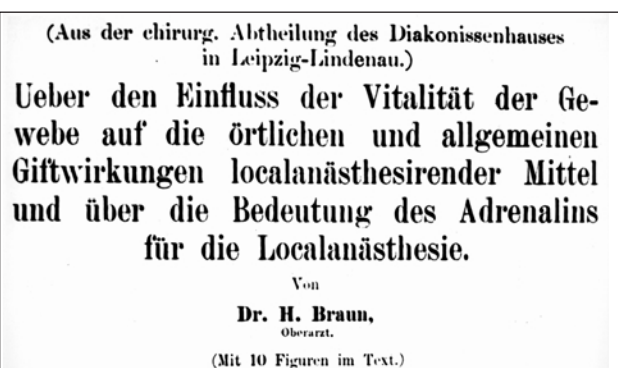 (Aus der chirurg. Abtheilung des Diakonissenhauses
in Leipzig-Lindenau.)
Ueber den Einfluss der Vitalität der Ge-
webe auf die örtlichen und allgemeinen
Giftwirkungen localanästhesirender Mittel
und über die Bedeutung des Adrenalins
für die Localanästhesie.
Von
Dr. H. Braun,
Oberarzt.
(Mit 10 Figuren im Text.)